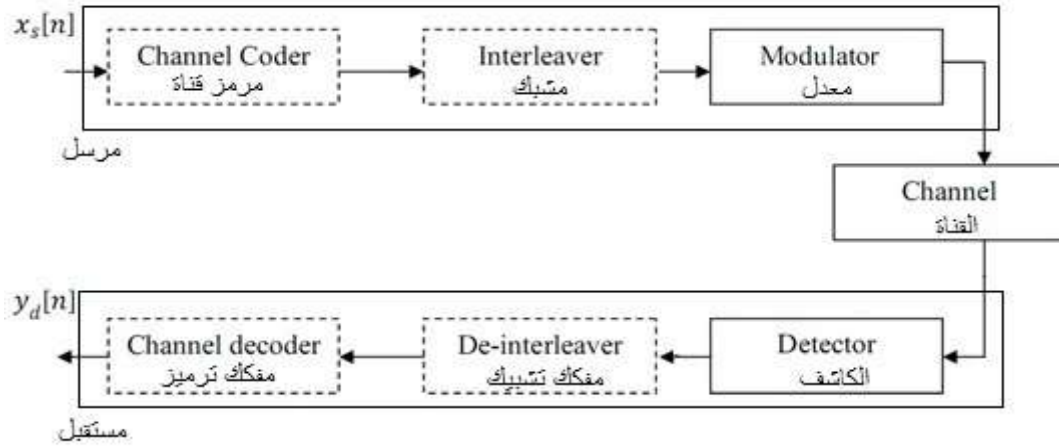 x_s[n]
Channel Coder
مرمز قناة
Interleaver
مشبك
Modulator
معدل
مرسل
Channel
القناة
y_d[n]
Channel decoder
مفكك ترميز
De-interleaver
مفكك تشبيك
Detector
الكاشف
مستقبل